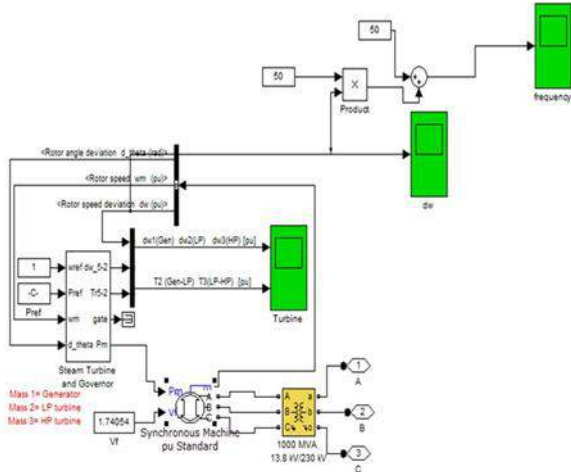 50
50
+
+
X
Product
frequency
<Rotor angle deviation d_theta (rad)>
<Rotor speed wm (pu)>
<Rotor speed deviation dw (pu)>
dw
dw1(Gen) dw2(LP) dw3(HP) [pu]
T2 (Gen-LP) T3(LP-HP) [pu]
Turbine
1
-C-
Pref
wref dw_5-2
Pref Tr5-2
wm gate
d_theta Pm
Steam Turbine
and Governor
Mass 1= Generator
Mass 2= LP turbine
Mass 3= HP turbine
1.74054
Vf
Pm
m
A
B
C
Synchronous Machine
pu Standard
A a
B b
C c
1000 MVA
13.8 kV/230 kV
1
A
2
B
3
C